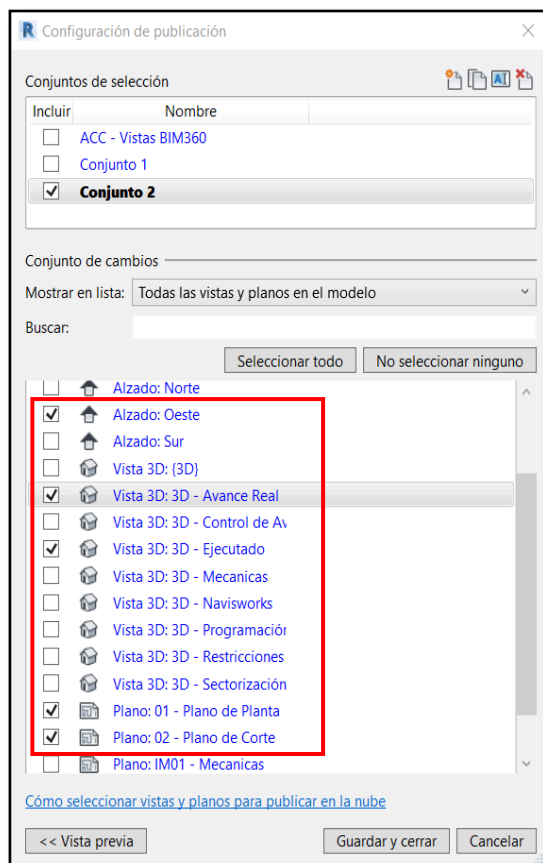 R Configuración de publicación
Conjuntos de selección
Incluir Nombre
ACC - Vistas BIM360
Conjunto 1
Conjunto 2
Conjunto de cambios
Mostrar en lista: Todas las vistas y planos en el modelo
Buscar:
Seleccionar todo No seleccionar ninguno
Alzado: Norte
Alzado: Oeste
Alzado: Sur
Vista 3D: {3D}
Vista 3D: 3D - Avance Real
Vista 3D: 3D - Control de Av
Vista 3D: 3D - Ejecutado
Vista 3D: 3D - Mecanicas
Vista 3D: 3D - Navisworks
Vista 3D: 3D - Programación
Vista 3D: 3D - Restricciones
Vista 3D: 3D - Sectorización
Plano: 01 - Plano de Planta
Plano: 02 - Plano de Corte
Plano: IM01 - Mecanicas
Cómo seleccionar vistas y planos para publicar en la nube
<< Vista previa Guardar y cerrar Cancelar